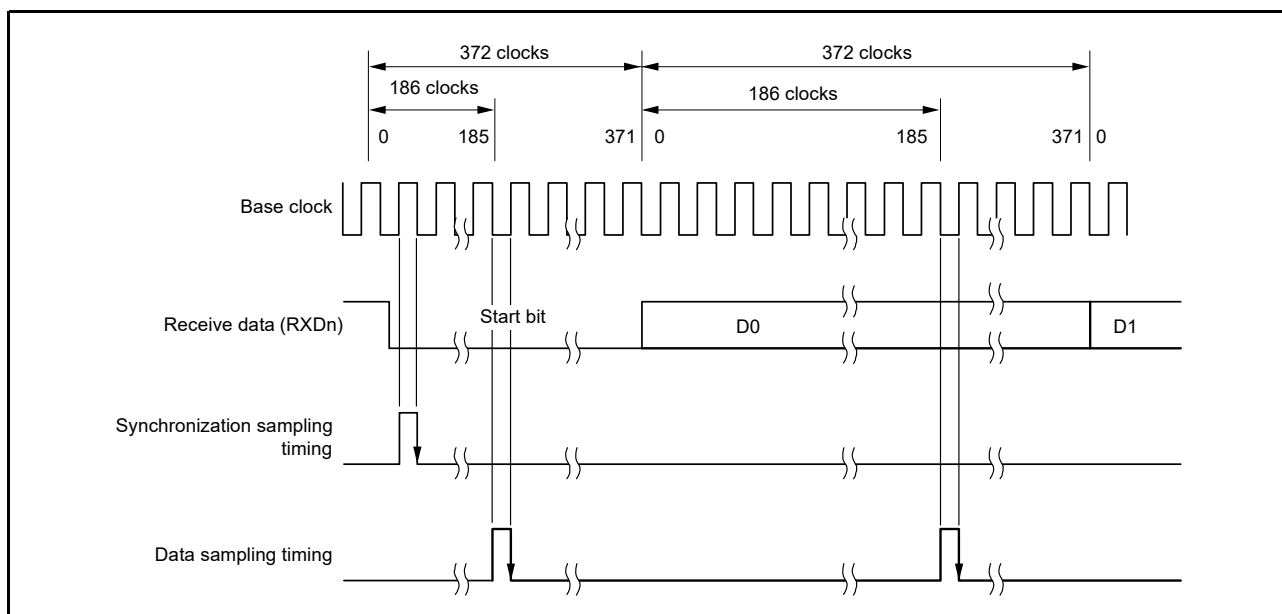 372 clocks 372 clocks
186 clocks 186 clocks
0 185 371 0 185 371 0
Base clock
Receive data (RXDn) Start bit D0 D1
Synchronization sampling
timing
Data sampling timing